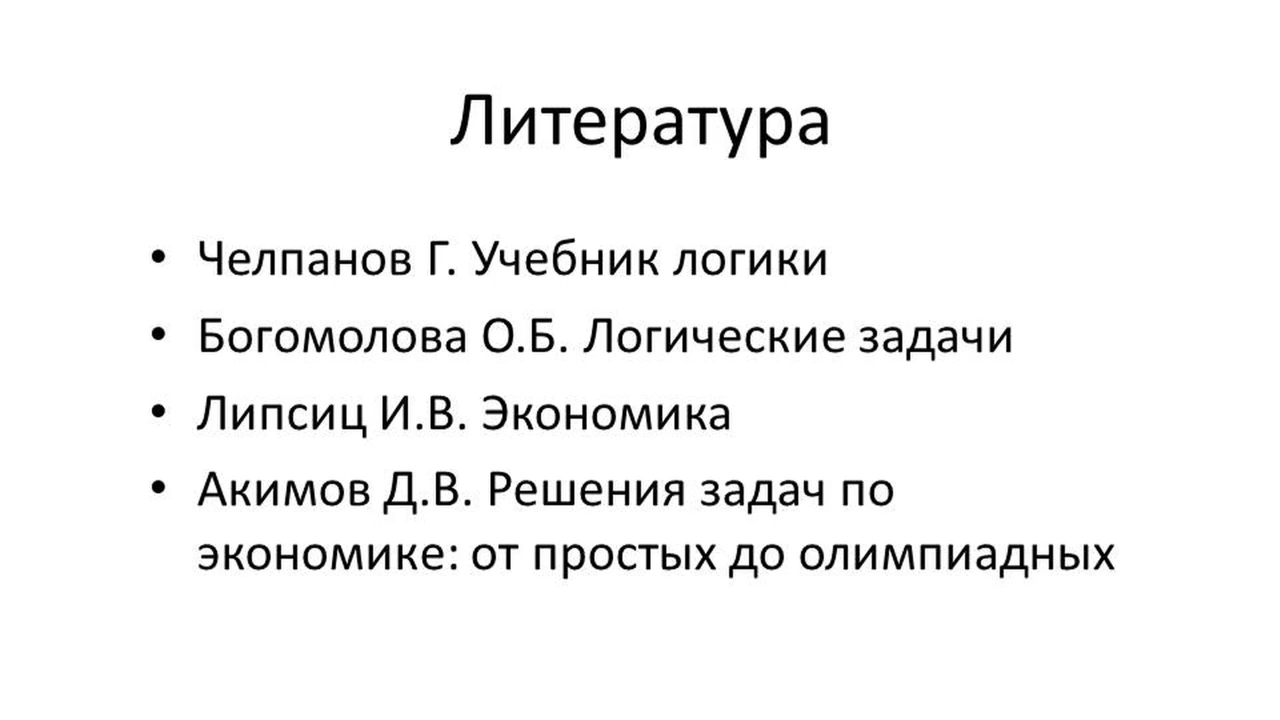 Литература
• Челпанов Г. Учебник логики
• Богомолова О.Б. Логические задачи
• Липсиц И.В. Экономика
• Акимов Д.В. Решения задач по
экономике: от простых до олимпиадных